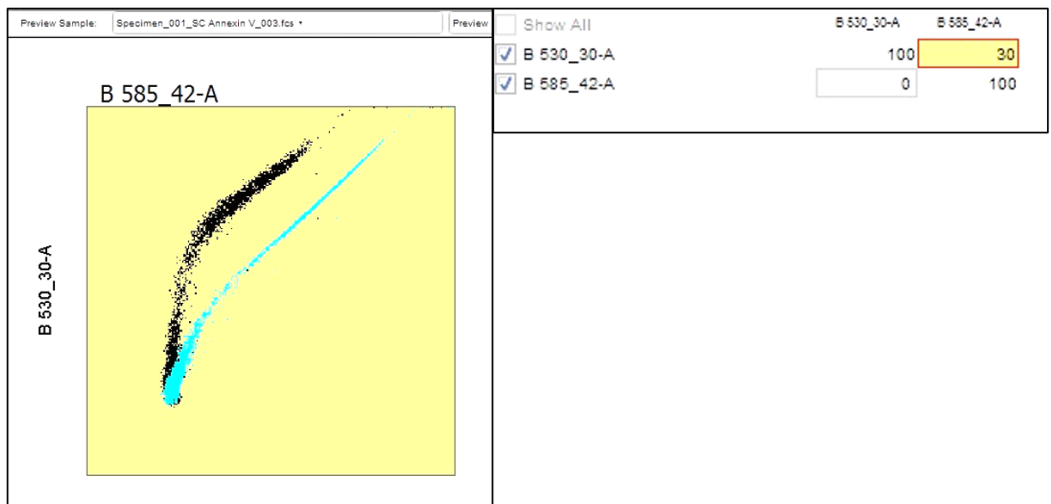 Preview Sample: Specimen_001_SC Annexin V_003.fcs Preview
B 585_42-A
B 530_30-A
Show All B 530_30-A B 585_42-A
B 530_30-A 100 30
B 585_42-A 0 100